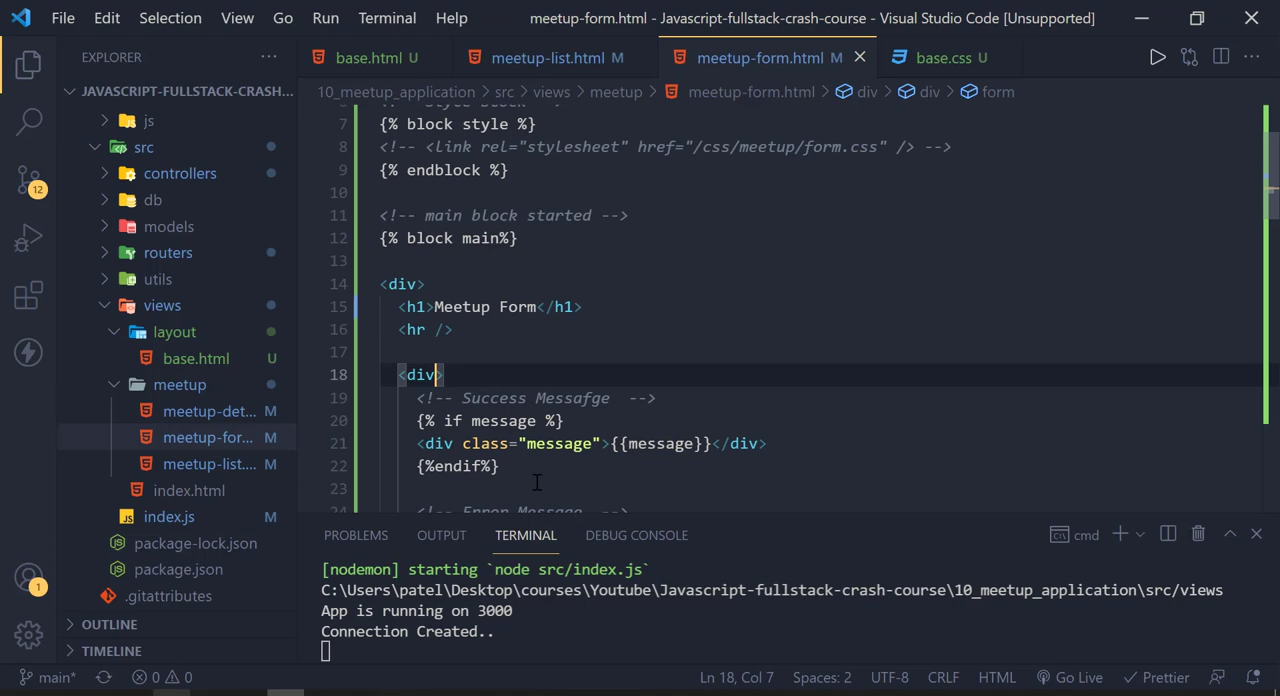 File Edit Selection View Go Run Terminal Help meetup-form.html - Javascript-fullstack-crash-course - Visual Studio Code [Unsupported]
EXPLORER ...
base.html U meetup-list.html M meetup-form.html M base.css U
JAVASCRIPT-FULLSTACK-CRASH...
10_meetup_application > src > views > meetup > meetup-form.html > div > div > form
js
src
controllers
db
models
routers
utils
views
layout
base.html U
meetup
meetup-det... M
meetup-for... M
meetup-list.... M
index.html
index.js M
package-lock.json
package.json
.gitattributes
OUTLINE
TIMELINE
12
1
7 {% block style %}
8 <!-- <link rel="stylesheet" href="/css/meetup/form.css" /> -->
9 {% endblock %}
10
11 <!-- main block started -->
12 {% block main%}
13
14 <div>
15 <h1>Meetup Form</h1>
16 <hr />
17
18 <div>
19 <!-- Success Messafge -->
20 {% if message %}
21 <div class="message">{{message}}</div>
22 {%endif%}
23
24 <!-- Error Message -->
PROBLEMS OUTPUT TERMINAL DEBUG CONSOLE cmd
[nodemon] starting `node src/index.js`
C:\Users\patel\Desktop\courses\Youtube\Javascript-fullstack-crash-course\10_meetup_application\src/views
App is running on 3000
Connection Created..
main* 0 0 Ln 18, Col 7 Spaces: 2 UTF-8 CRLF HTML Go Live Prettier